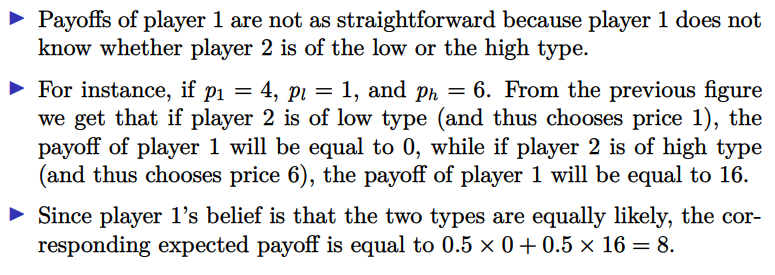 ▶ Payoffs of player 1 are not as straightforward because player 1 does not
know whether player 2 is of the low or the high type.
▶ For instance, if p₁ = 4, pₗ = 1, and pₕ = 6. From the previous figure
we get that if player 2 is of low type (and thus chooses price 1), the
payoff of player 1 will be equal to 0, while if player 2 is of high type
(and thus chooses price 6), the payoff of player 1 will be equal to 16.
▶ Since player 1's belief is that the two types are equally likely, the cor-
responding expected payoff is equal to 0.5 × 0 + 0.5 × 16 = 8.